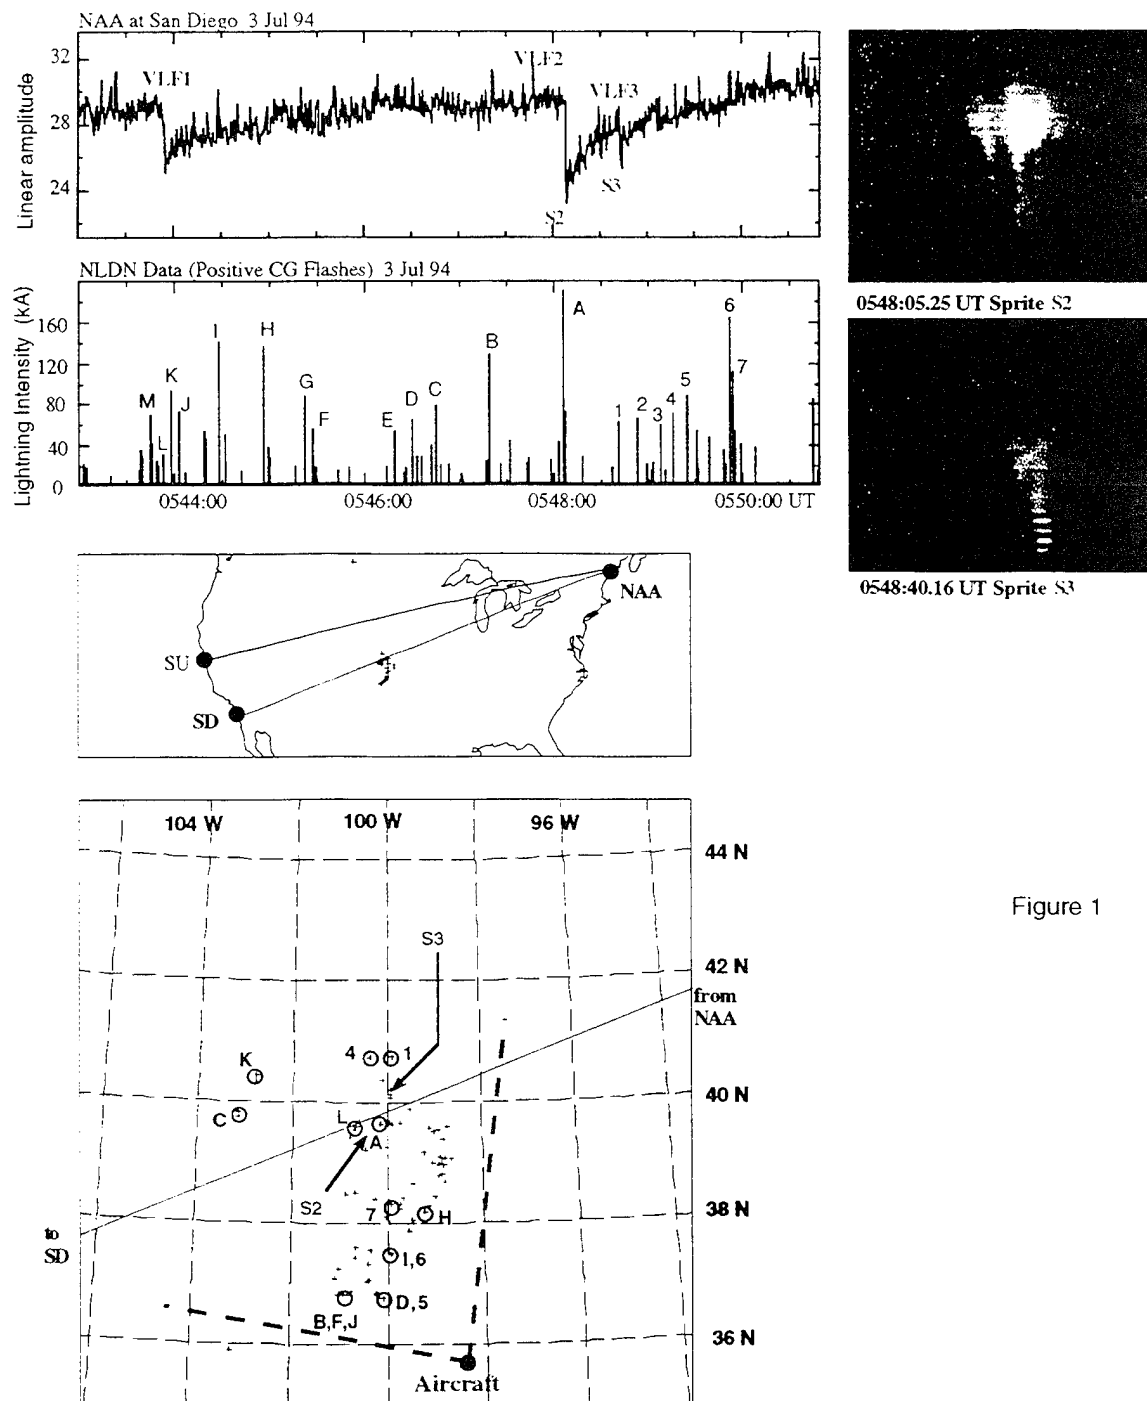 NAA at San Diego 3 Jul 94
Linear amplitude
32
28
24
VLF1
VLF2
VLF3
S3
S2
NLDN Data (Positive CG Flashes) 3 Jul 94
Lightning Intensity (kA)
160
120
80
40
0
M
L
K
J
I
H
G
F
E
D
C
B
A
1
2
3
4
5
6
7
0544:00
0546:00
0548:00
0550:00 UT
0548:05.25 UT Sprite S2
0548:40.16 UT Sprite S3
NAA
SU
SD
104 W
100 W
96 W
44 N
42 N
40 N
38 N
36 N
S3
from
NAA
4
1
K
C
L
A
S2
7
H
to
SD
I,6
D,5
B,F,J
Aircraft
Figure 1